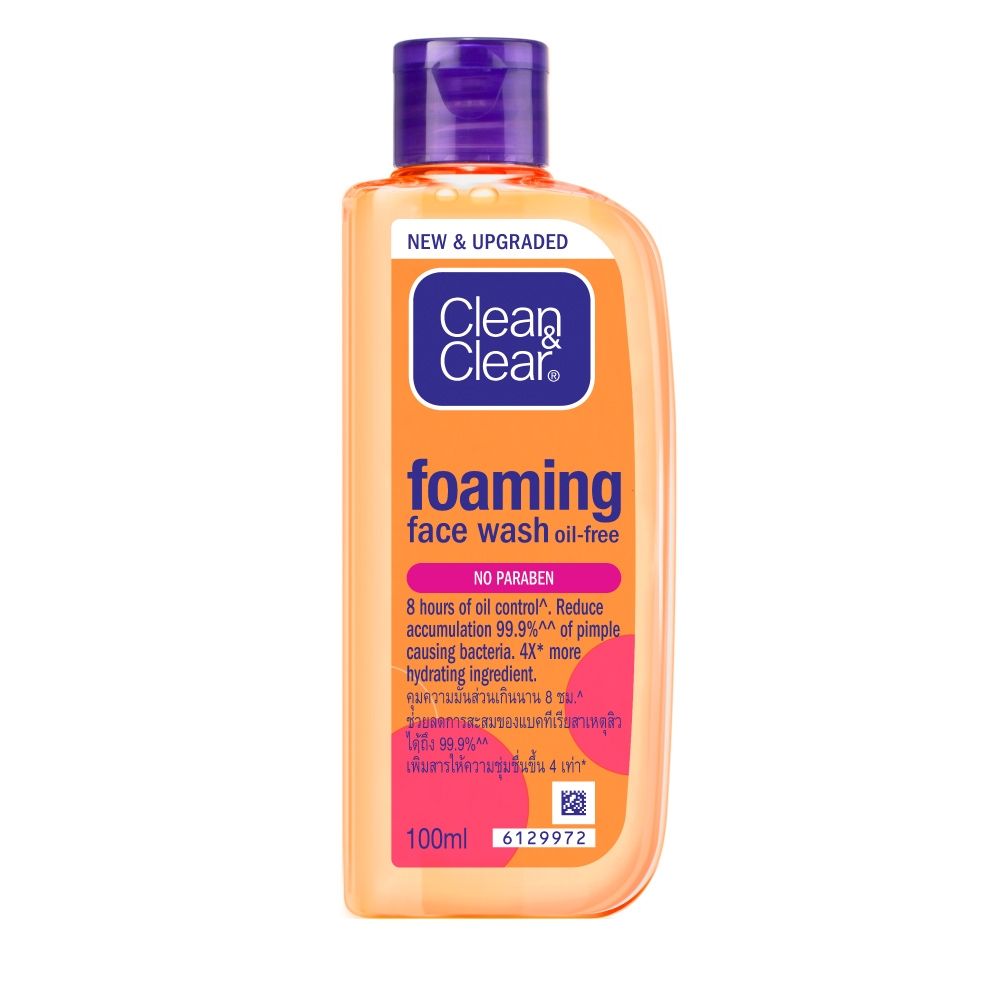 NEW & UPGRADED
Clean
&
Clear®
foaming
face wash oil-free
NO PARABEN
8 hours of oil control^. Reduce
accumulation 99.9%^^ of pimple
causing bacteria. 4X* more
hydrating ingredient.
คุมความมันส่วนเกินนาน 8 ชม.^
ช่วยลดการสะสมของแบคทีเรียสาเหตุสิว
ได้ถึง 99.9%^^
เพิ่มสารให้ความชุ่มชื่นขึ้น 4 เท่า*
100ml
6129972